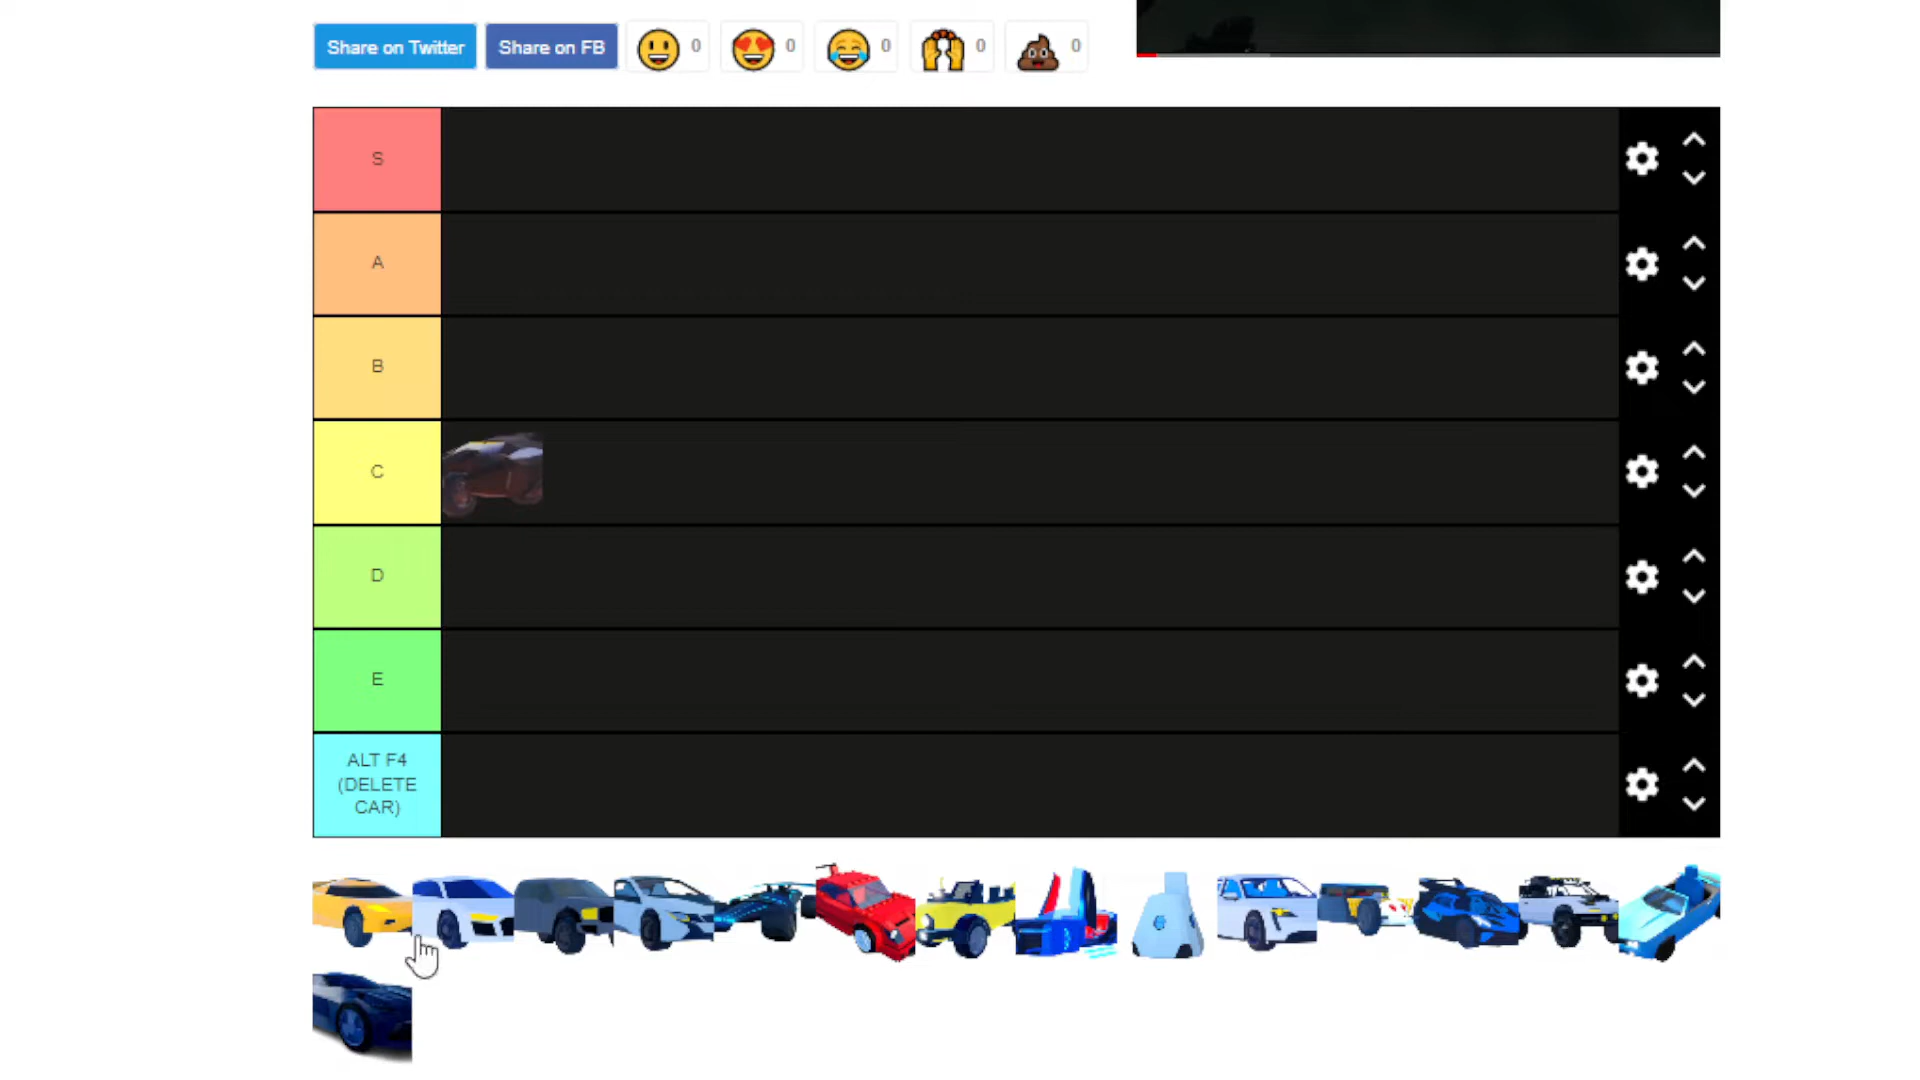 Share on Twitter
Share on FB
0
0
0
0
0
S
A
B
C
D
E
ALT F4
(DELETE
CAR)